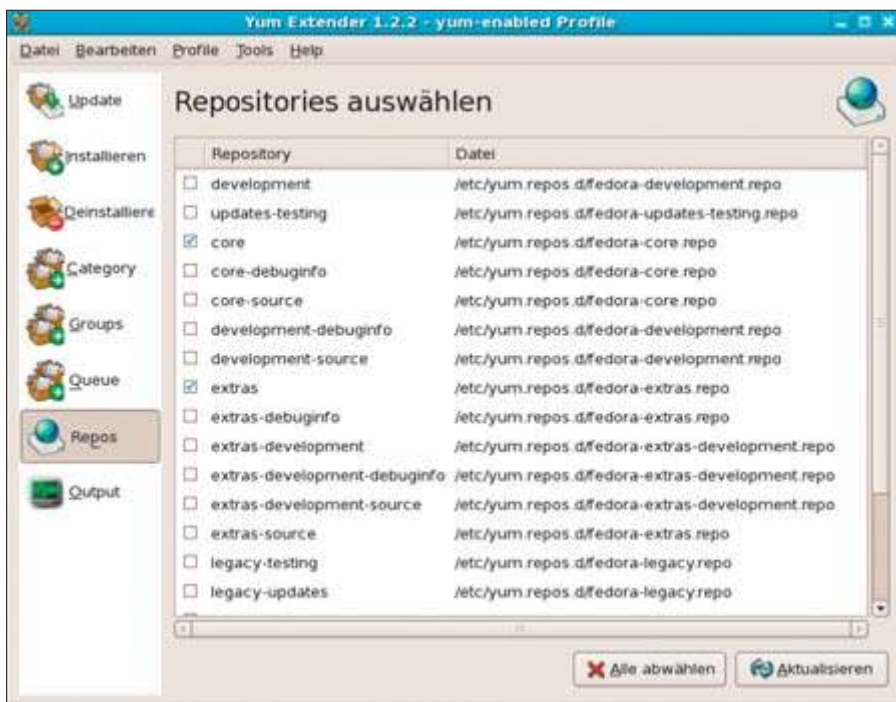 Yum Extender 1.2.2 - yum-enabled Profile
Datei Bearbeiten Profile Tools Help
Update
Installieren
Deinstalliere
Category
Groups
Queue
Repos
Output
Repositories auswählen
Repository Datei
development /etc/yum.repos.d/fedora-development.repo
updates-testing /etc/yum.repos.d/fedora-updates-testing.repo
core /etc/yum.repos.d/fedora-core.repo
core-debuginfo /etc/yum.repos.d/fedora-core.repo
core-source /etc/yum.repos.d/fedora-core.repo
development-debuginfo /etc/yum.repos.d/fedora-development.repo
development-source /etc/yum.repos.d/fedora-development.repo
extras /etc/yum.repos.d/fedora-extras.repo
extras-debuginfo /etc/yum.repos.d/fedora-extras.repo
extras-development /etc/yum.repos.d/fedora-extras-development.repo
extras-development-debuginfo /etc/yum.repos.d/fedora-extras-development.repo
extras-development-source /etc/yum.repos.d/fedora-extras-development.repo
extras-source /etc/yum.repos.d/fedora-extras.repo
legacy-testing /etc/yum.repos.d/fedora-legacy.repo
legacy-updates /etc/yum.repos.d/fedora-legacy.repo
Alle abwählen Aktualisieren